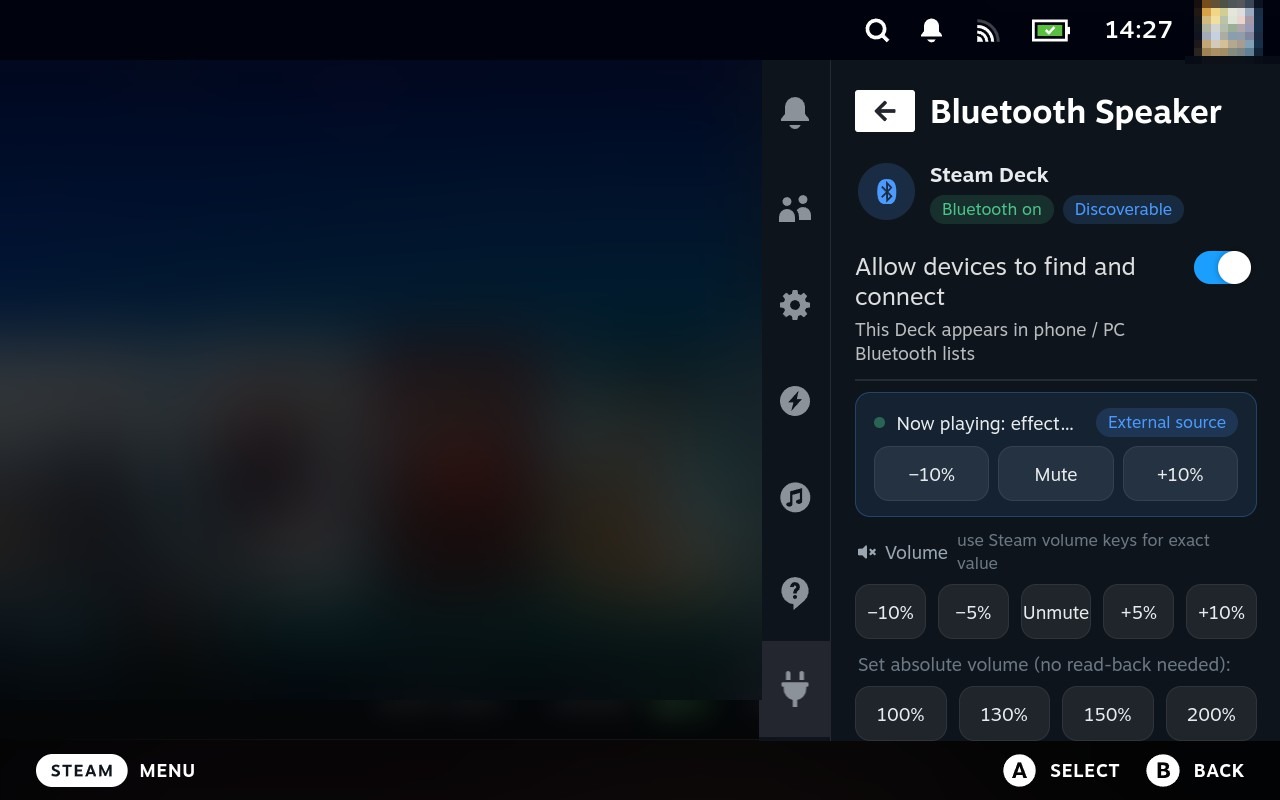 14:27
Bluetooth Speaker
Steam Deck
Bluetooth on
Discoverable
Allow devices to find and
connect
This Deck appears in phone / PC
Bluetooth lists
Now playing: effect...
External source
−10%
Mute
+10%
Volume
use Steam volume keys for exact
value
−10%
−5%
Unmute
+5%
+10%
Set absolute volume (no read-back needed):
100%
130%
150%
200%
STEAM
MENU
A
SELECT
B
BACK